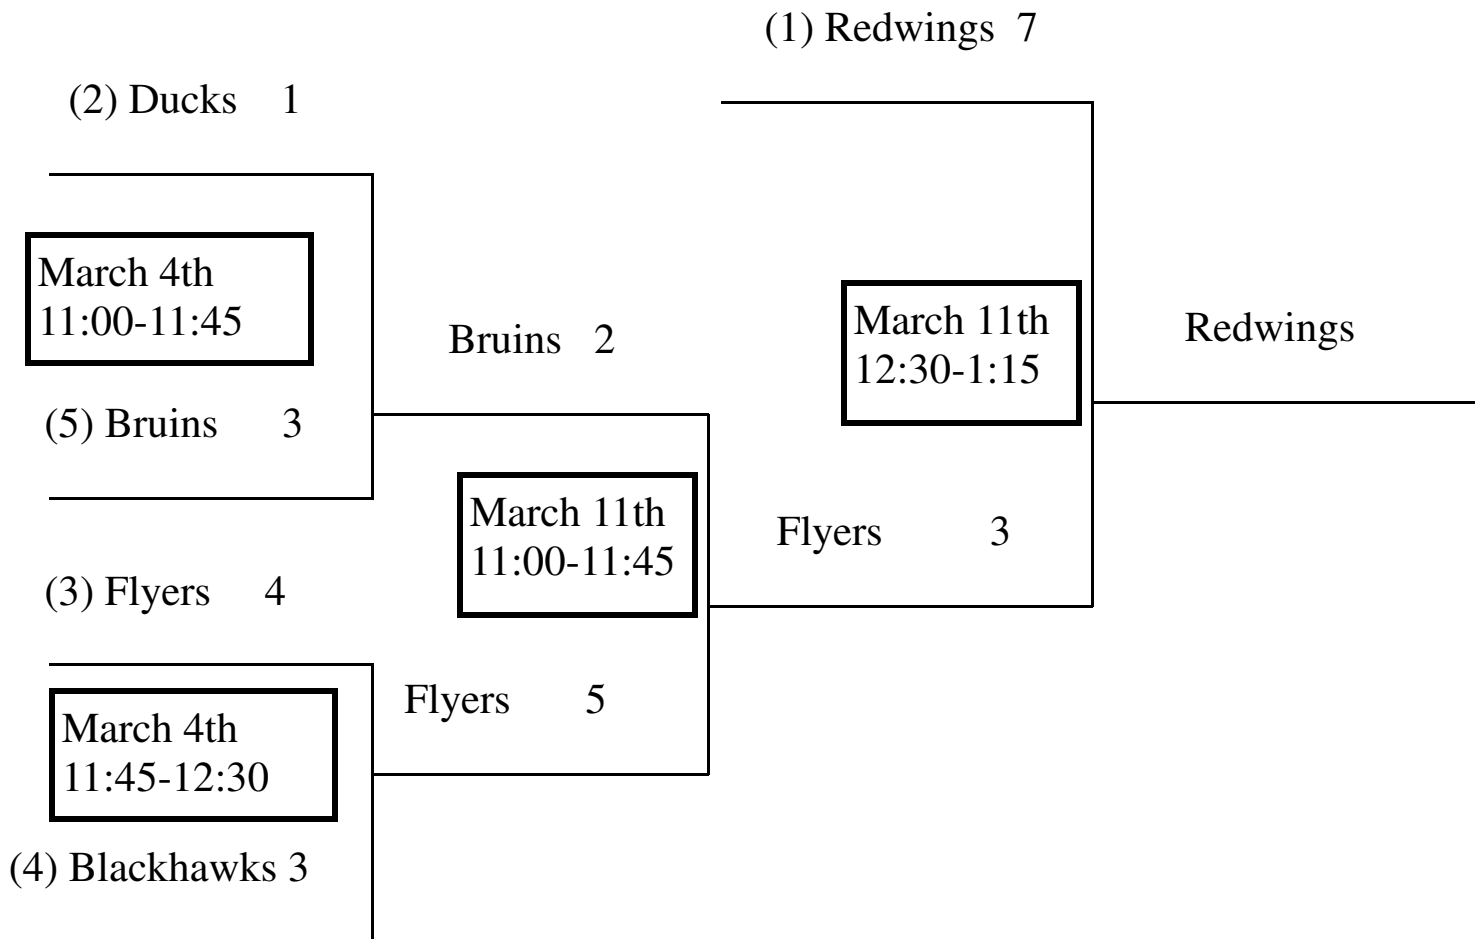 (1) Redwings 7
(2) Ducks 1
March 4th
11:00-11:45
(5) Bruins 3
Bruins 2
March 11th
12:30-1:15
Redwings
March 11th
11:00-11:45
Flyers 3
(3) Flyers 4
March 4th
11:45-12:30
Flyers 5
(4) Blackhawks 3